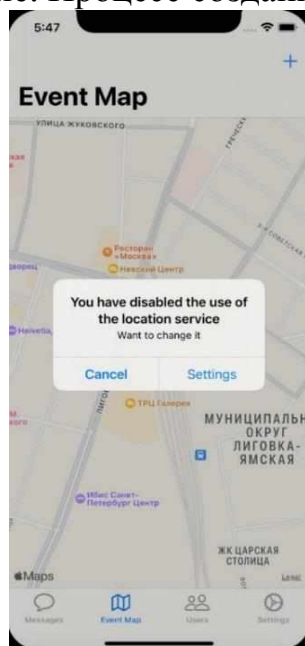 5:47
Event Map
УЛИЦА ЖУКОВСКОГО
Ресторан
«Москва»
Невский Центр
You have disabled the use of
the location service
Want to change it
Cancel
Settings
ТРЦ Галерея
МУНИЦИПАЛЬН
ОКРУГ
ЛИГОВКА-
ЯМСКАЯ
Ибис Санкт-
Петербург Центр
ЖК ЦАРСКАЯ
СТОЛИЦА
Maps
Legal
Messages
Event Map
Users
Settings